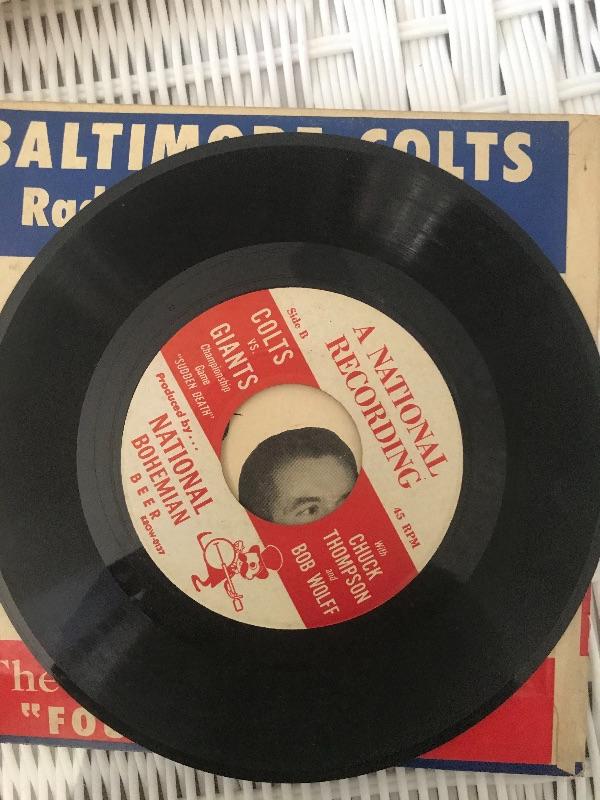 BALTIMORE COLTS
A NATIONAL
RECORDING
Side B
45 RPM
COLTS
vs.
GIANTS
Championship
Game
"SUDDEN DEATH"
With
CHUCK
THOMPSON
and
BOB WOLFF
Produced by...
NATIONAL
BOHEMIAN
BEER
The